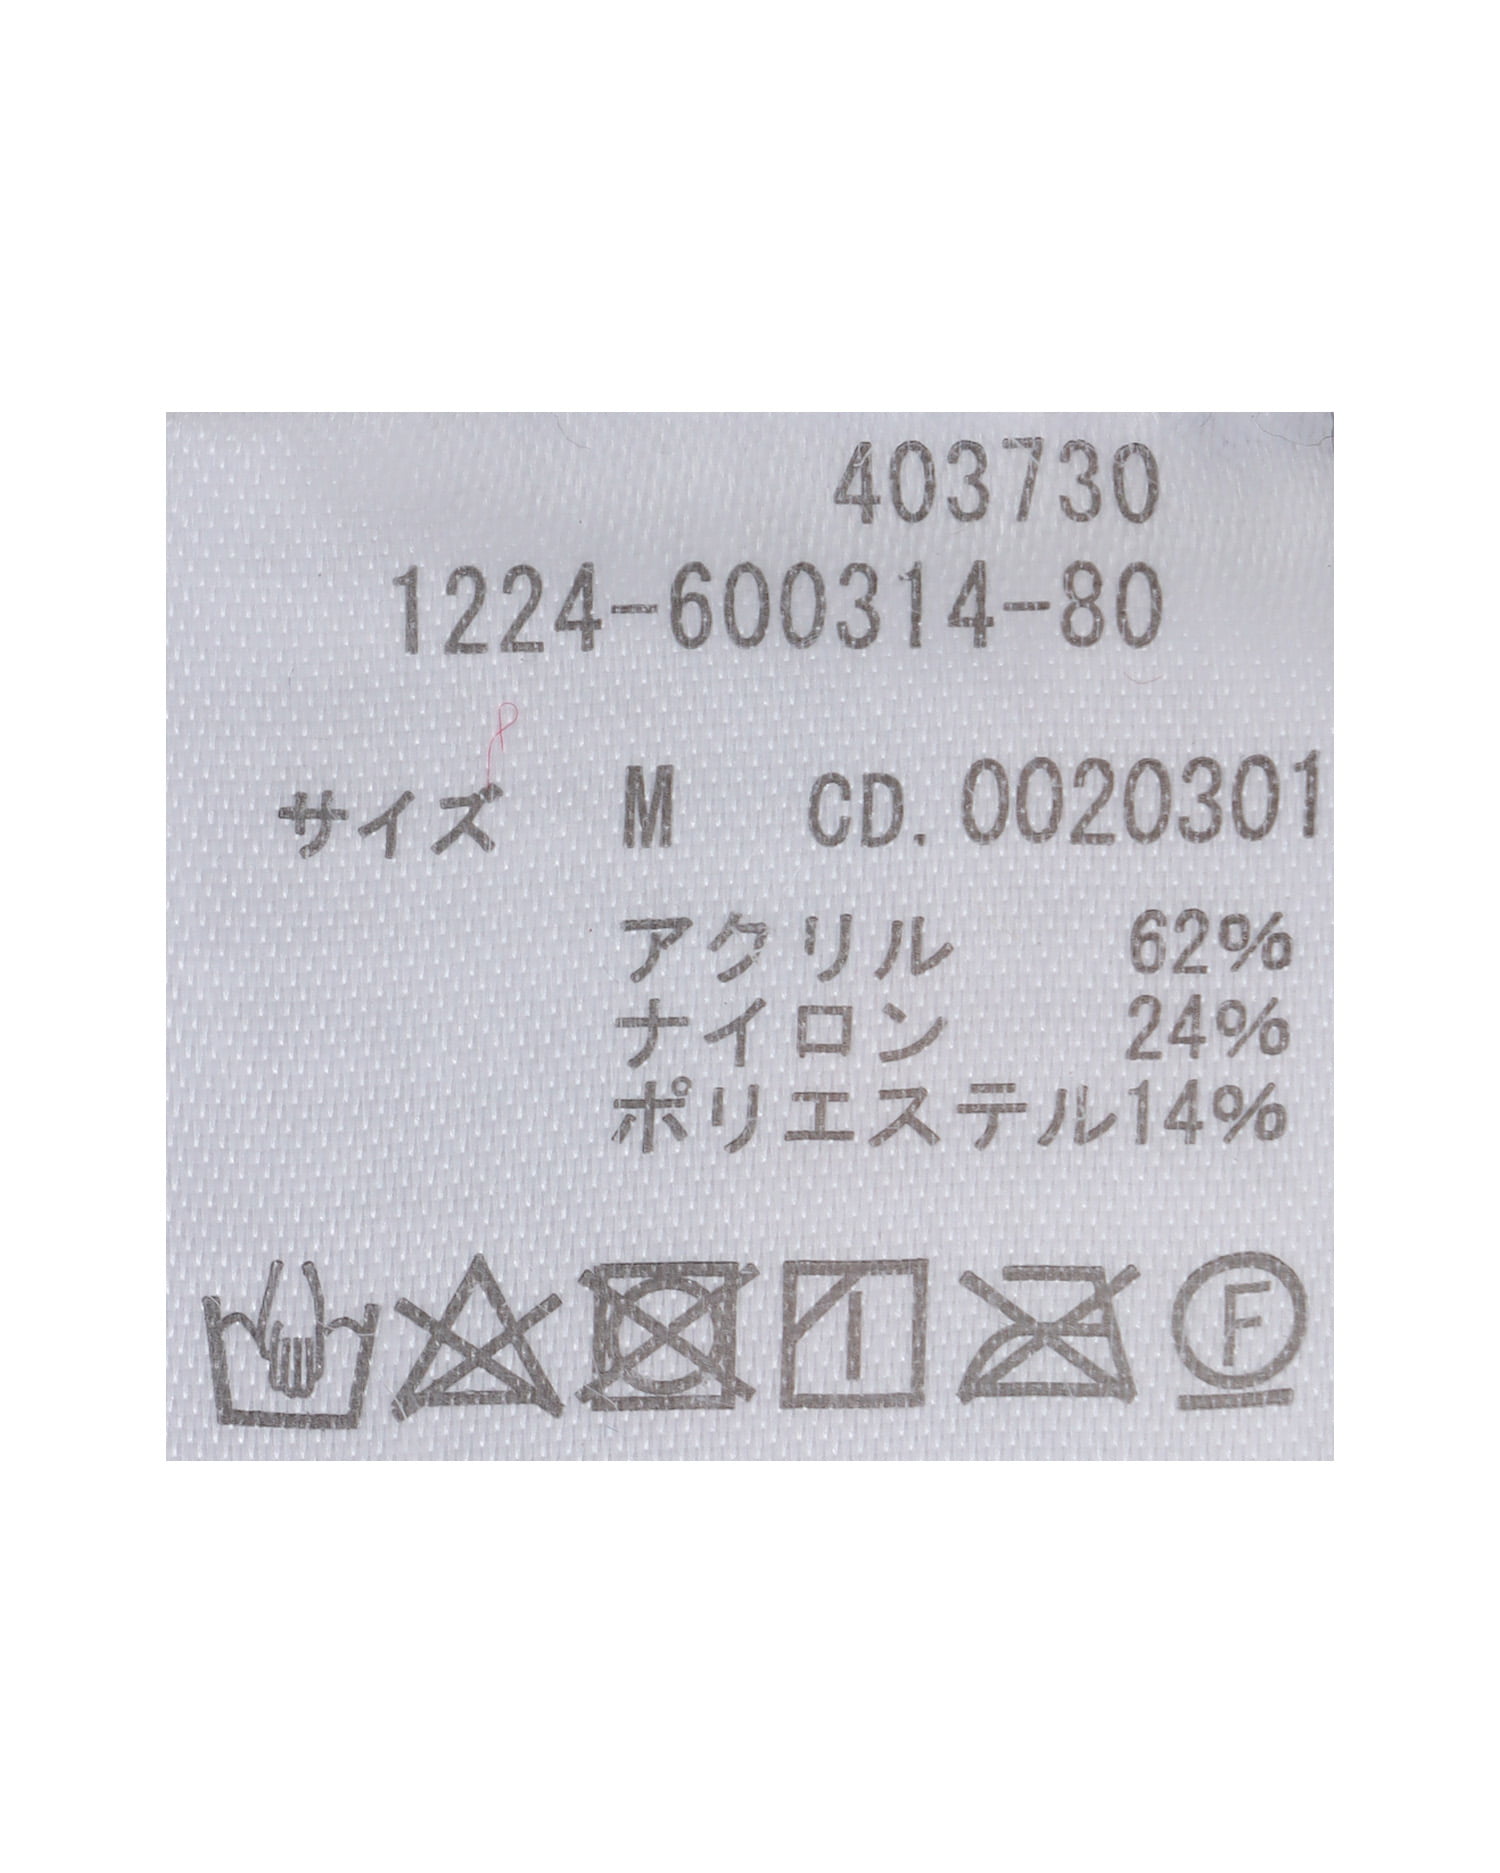 403730
1224-600314-80
サイズ M CD.0020301
アクリル 62%
ナイロン 24%
ポリエステル14%
F